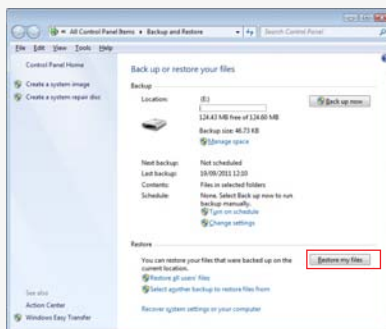 All Control Panel Items ▸ Backup and Restore
Search Control Panel
File Edit View Tools Help
Control Panel Home
Create a system image
Create a system repair disc
Back up or restore your files
Backup
Location: (E:)
124.43 MB free of 124.60 MB
Backup size: 46.73 KB
Manage space
Back up now
Next backup: Not scheduled
Last backup: 16/09/2011 12:10
Contents: Files in selected folders
Schedule: None. Select Back up now to run
backup manually.
Turn on schedule
Change settings
Restore
You can restore your files that were backed up on the
current location.
Restore my files
Restore all users' files
Select another backup to restore files from
Recover system settings or your computer
See also
Action Center
Windows Easy Transfer